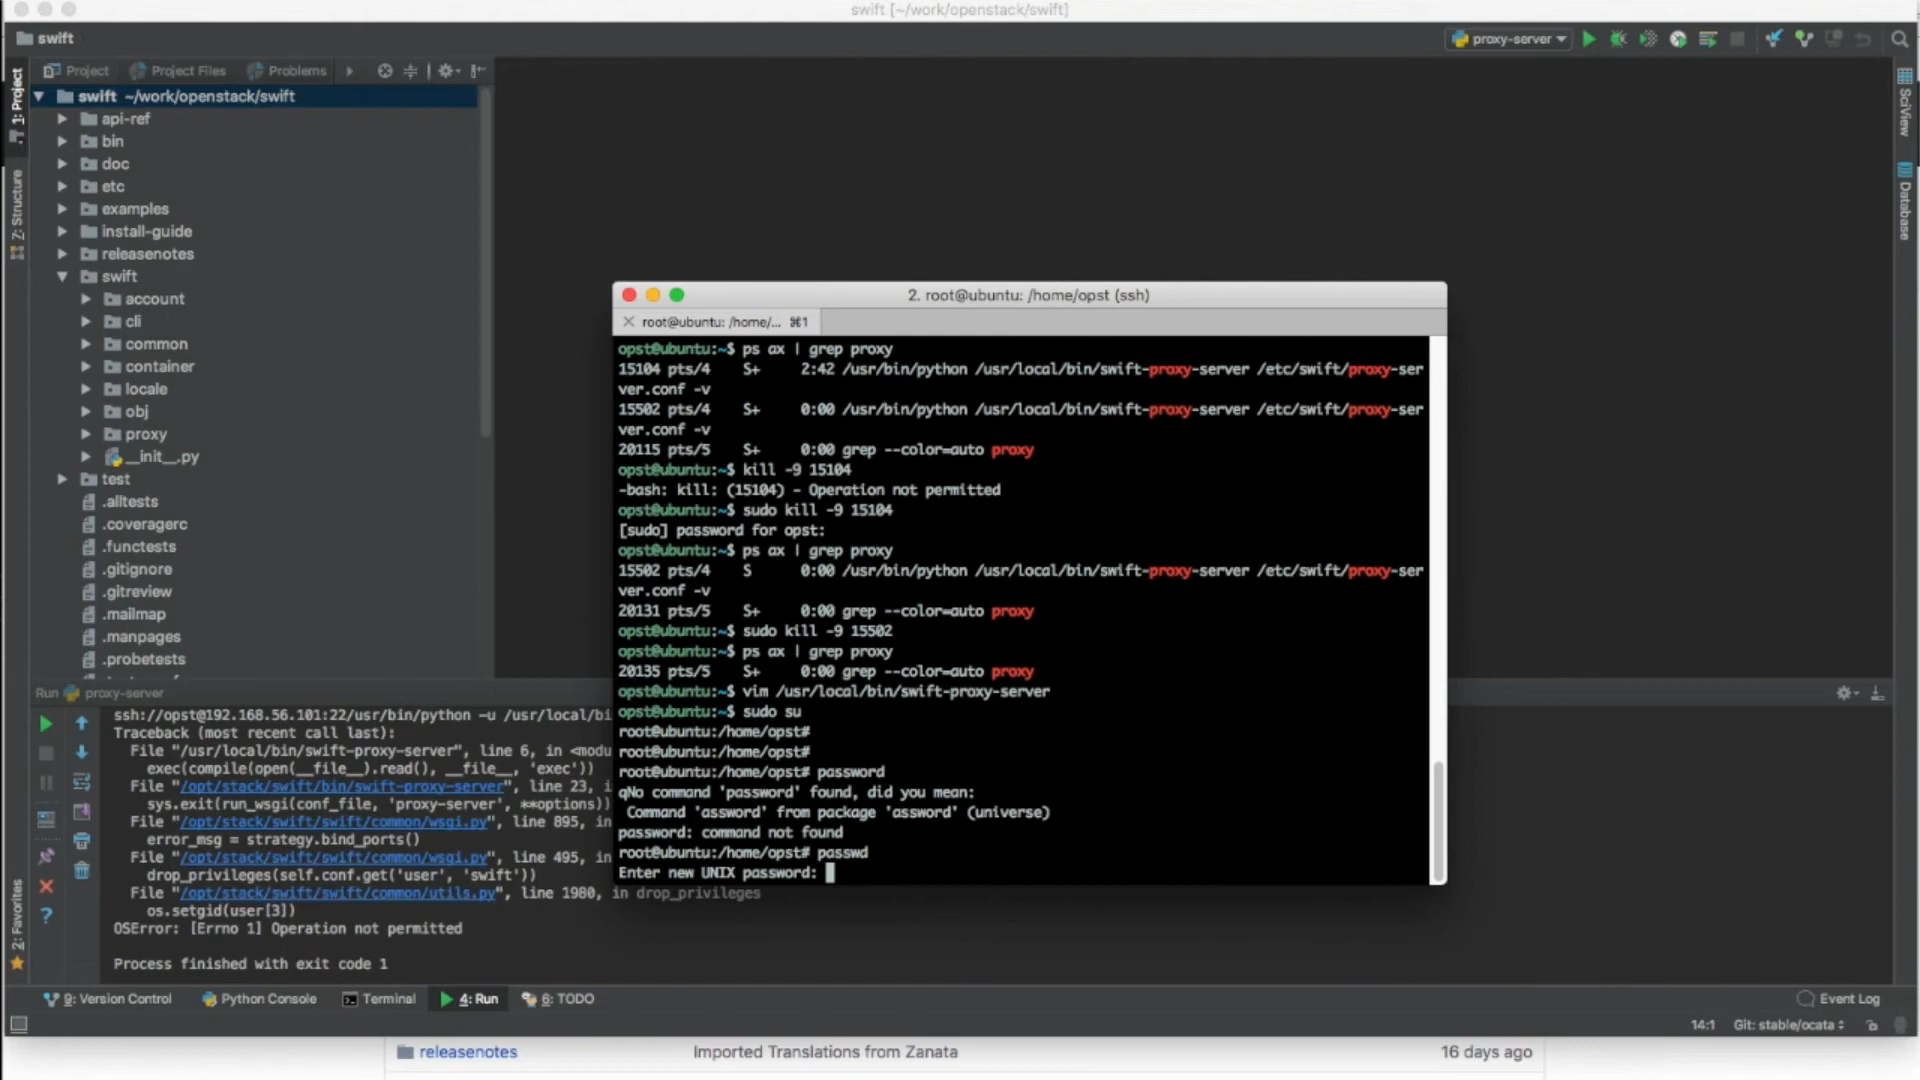 swift [~/work/openstack/swift]
swift
proxy-server
Project
Project Files
Problems
1: Project
Z: Structure
2: Favorites
SciView
Database
swift ~/work/openstack/swift
api-ref
bin
doc
etc
examples
install-guide
releasenotes
swift
account
cli
common
container
locale
obj
proxy
__init__.py
test
.alltests
.coveragerc
.functests
.gitignore
.gitreview
.mailmap
.manpages
.probetests
2. root@ubuntu: /home/opst (ssh)
root@ubuntu: /home/... ⌘1
opst@ubuntu:~$ ps ax | grep proxy
15104 pts/4 S+ 2:42 /usr/bin/python /usr/local/bin/swift-proxy-server /etc/swift/proxy-ser
ver.conf -v
15502 pts/4 S+ 0:00 /usr/bin/python /usr/local/bin/swift-proxy-server /etc/swift/proxy-ser
ver.conf -v
20115 pts/5 S+ 0:00 grep --color=auto proxy
opst@ubuntu:~$ kill -9 15104
-bash: kill: (15104) - Operation not permitted
opst@ubuntu:~$ sudo kill -9 15104
[sudo] password for opst:
opst@ubuntu:~$ ps ax | grep proxy
15502 pts/4 S 0:00 /usr/bin/python /usr/local/bin/swift-proxy-server /etc/swift/proxy-ser
ver.conf -v
20131 pts/5 S+ 0:00 grep --color=auto proxy
opst@ubuntu:~$ sudo kill -9 15502
opst@ubuntu:~$ ps ax | grep proxy
20135 pts/5 S+ 0:00 grep --color=auto proxy
opst@ubuntu:~$ vim /usr/local/bin/swift-proxy-server
opst@ubuntu:~$ sudo su
root@ubuntu:/home/opst#
root@ubuntu:/home/opst#
root@ubuntu:/home/opst# password
qNo command 'password' found, did you mean:
Command 'assword' from package 'assword' (universe)
password: command not found
root@ubuntu:/home/opst# passwd
Enter new UNIX password:
Run proxy-server
ssh://opst@192.168.56.101:22/usr/bin/python -u /usr/local/bi
Traceback (most recent call last):
File "/usr/local/bin/swift-proxy-server", line 6, in <modu
exec(compile(open(__file__).read(), __file__, 'exec'))
File "/opt/stack/swift/bin/swift-proxy-server", line 23, i
sys.exit(run_wsgi(conf_file, 'proxy-server', **options))
File "/opt/stack/swift/swift/common/wsgi.py", line 895, in
error_msg = strategy.bind_ports()
File "/opt/stack/swift/swift/common/wsgi.py", line 495, in
drop_privileges(self.conf.get('user', 'swift'))
File "/opt/stack/swift/swift/common/utils.py", line 1980, in drop_privileges
os.setgid(user[3])
OSError: [Errno 1] Operation not permitted
Process finished with exit code 1
9: Version Control
Python Console
Terminal
4: Run
6: TODO
Event Log
14:1
Git: stable/ocata
releasenotes
Imported Translations from Zanata
16 days ago